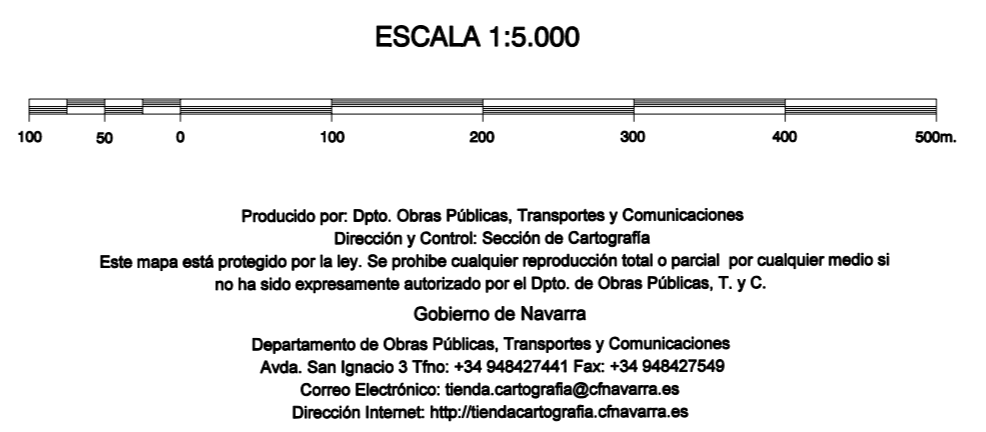 ESCALA 1:5.000
100 50 0 100 200 300 400 500m.
Producido por: Dpto. Obras Públicas, Transportes y Comunicaciones
Dirección y Control: Sección de Cartografía
Este mapa está protegido por la ley. Se prohibe cualquier reproducción total o parcial por cualquier medio si
no ha sido expresamente autorizado por el Dpto. de Obras Públicas, T. y C.
Gobierno de Navarra
Departamento de Obras Públicas, Transportes y Comunicaciones
Avda. San Ignacio 3 Tfno: +34 948427441 Fax: +34 948427549
Correo Electrónico: tienda.cartografia@cfnavarra.es
Dirección Internet: http://tiendacartografia.cfnavarra.es